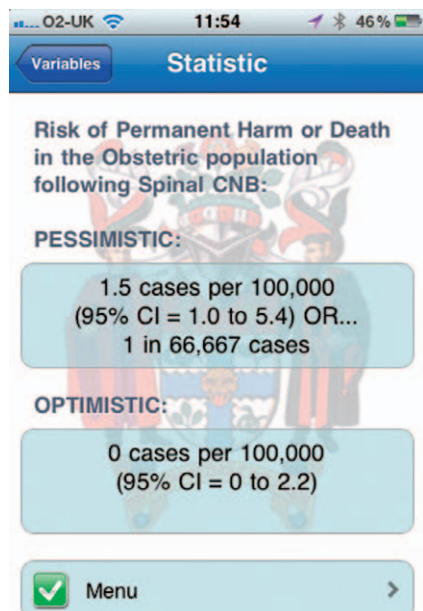 O2-UK 11:54 46%
Variables Statistic
Risk of Permanent Harm or Death
in the Obstetric population
following Spinal CNB:
PESSIMISTIC:
1.5 cases per 100,000
(95% CI = 1.0 to 5.4) OR...
1 in 66,667 cases
OPTIMISTIC:
0 cases per 100,000
(95% CI = 0 to 2.2)
Menu